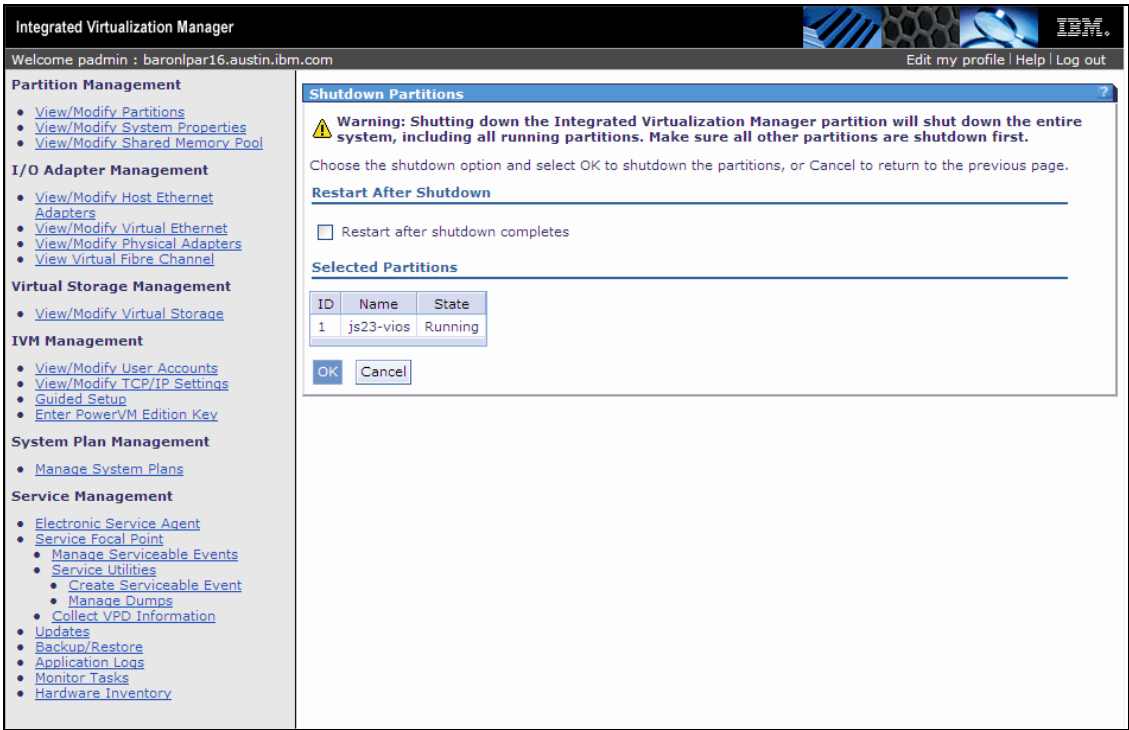 Integrated Virtualization Manager
IBM.
Welcome padmin : baronlpar16.austin.ibm.com
Edit my profile | Help | Log out
Partition Management
View/Modify Partitions
View/Modify System Properties
View/Modify Shared Memory Pool
I/O Adapter Management
View/Modify Host Ethernet
Adapters
View/Modify Virtual Ethernet
View/Modify Physical Adapters
View Virtual Fibre Channel
Virtual Storage Management
View/Modify Virtual Storage
IVM Management
View/Modify User Accounts
View/Modify TCP/IP Settings
Guided Setup
Enter PowerVM Edition Key
System Plan Management
Manage System Plans
Service Management
Electronic Service Agent
Service Focal Point
Manage Serviceable Events
Service Utilities
Create Serviceable Event
Manage Dumps
Collect VPD Information
Updates
Backup/Restore
Application Logs
Monitor Tasks
Hardware Inventory
Shutdown Partitions ?
Warning: Shutting down the Integrated Virtualization Manager partition will shut down the entire
system, including all running partitions. Make sure all other partitions are shutdown first.
Choose the shutdown option and select OK to shutdown the partitions, or Cancel to return to the previous page.
Restart After Shutdown
Restart after shutdown completes
Selected Partitions
ID Name State
1 js23-vios Running
OK Cancel